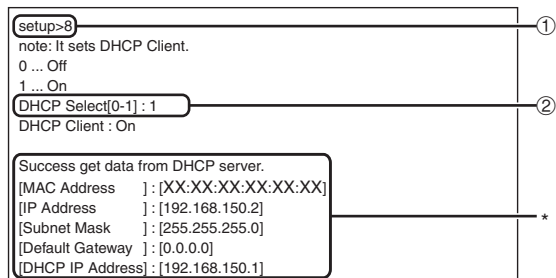 setup>8 ①
note: It sets DHCP Client.
0 ... Off
1 ... On
DHCP Select[0-1] : 1 ②
DHCP Client : On
Success get data from DHCP server.
[MAC Address ] : [XX:XX:XX:XX:XX:XX]
[IP Address ] : [192.168.150.2]
[Subnet Mask ] : [255.255.255.0] *
[Default Gateway ] : [0.0.0.0]
[DHCP IP Address] : [192.168.150.1]